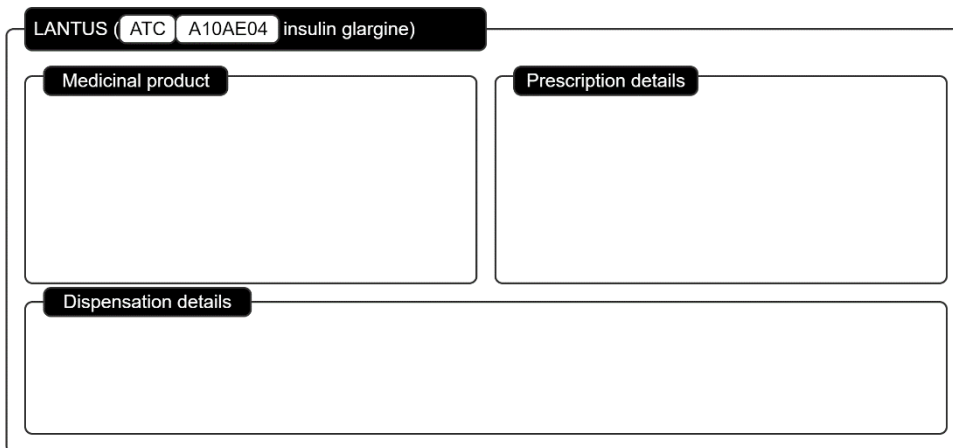 LANTUS ( ATC A10AE04 insulin glargine)
Medicinal product
Prescription details
Dispensation details